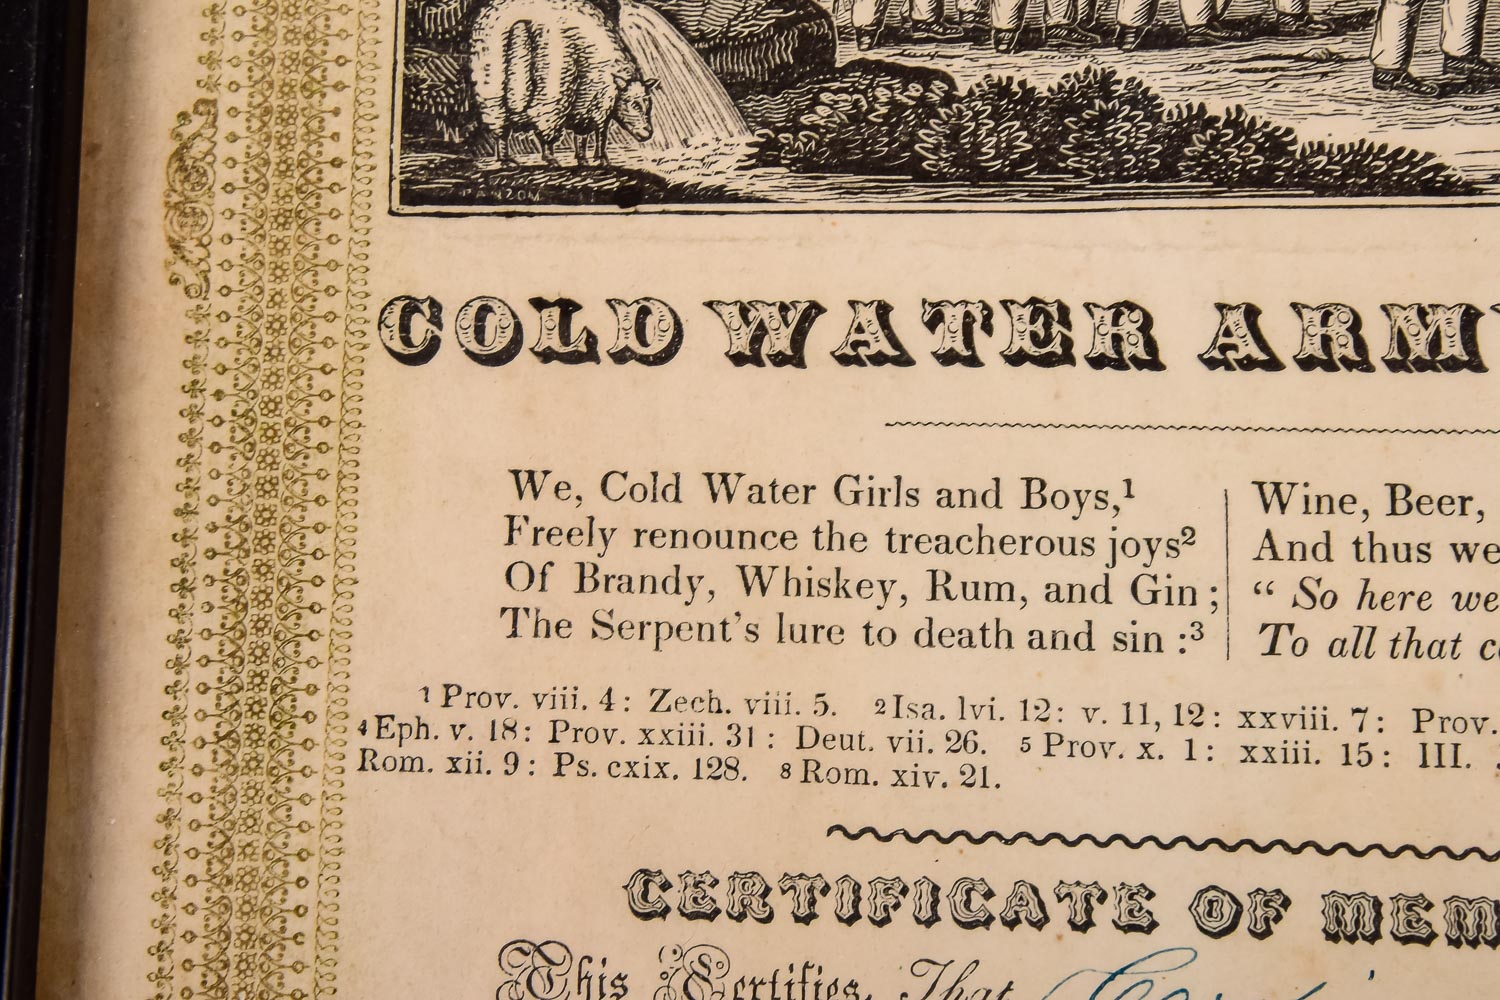 COLD WATER ARM
We, Cold Water Girls and Boys,¹
Freely renounce the treacherous joys²
Of Brandy, Whiskey, Rum, and Gin;
The Serpent's lure to death and sin :³
Wine, Beer,
And thus we
“ So here we
To all that
¹ Prov. viii. 4: Zech. viii. 5. ² Isa. lvi. 12: v. 11, 12: xxviii. 7: Prov.
⁴ Eph. v. 18: Prov. xxiii. 31: Deut. vii. 26. ⁵ Prov. x. 1: xxiii. 15: III.
Rom. xii. 9: Ps. cxix. 128. ⁸ Rom. xiv. 21.
CERTIFICATE OF MEM
This Certifies, That